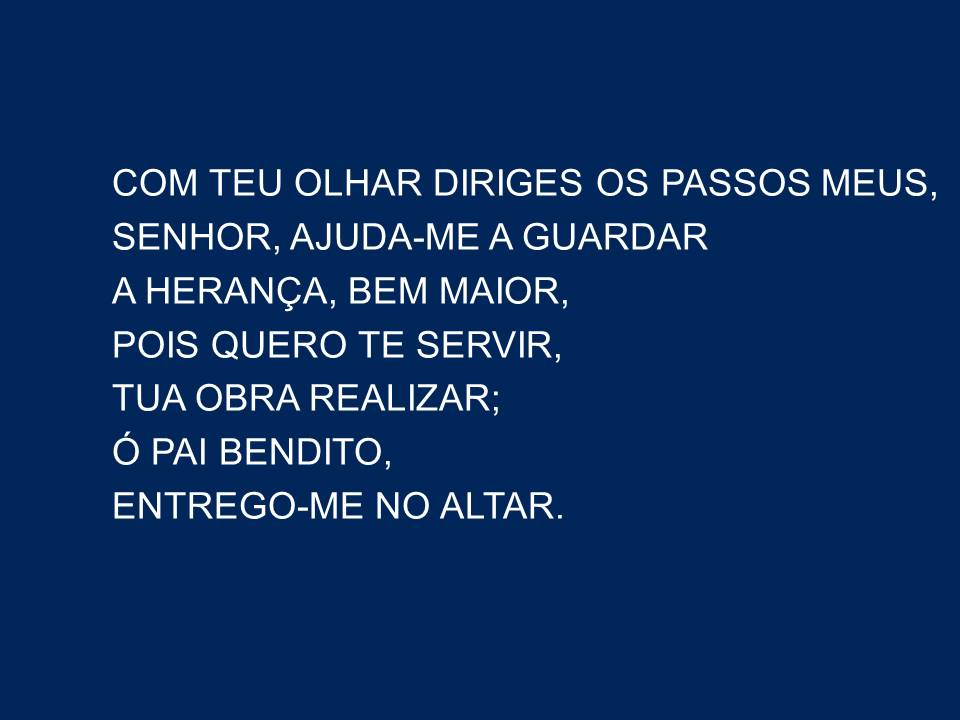 COM TEU OLHAR DIRIGES OS PASSOS MEUS,
SENHOR, AJUDA-ME A GUARDAR
A HERANÇA, BEM MAIOR,
POIS QUERO TE SERVIR,
TUA OBRA REALIZAR;
Ó PAI BENDITO,
ENTREGO-ME NO ALTAR.